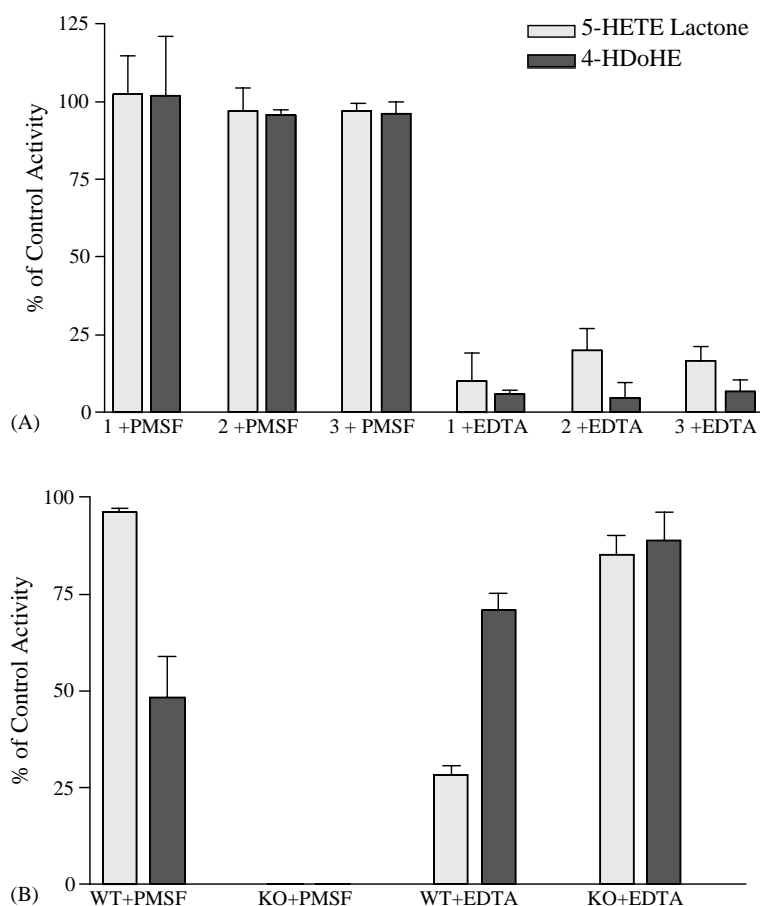 125
5-HETE Lactone
4-HDoHE
100
75
50
25
0
% of Control Activity
(A)
1 +PMSF 2 +PMSF 3 + PMSF 1 +EDTA 2 +EDTA 3 +EDTA
100
75
50
25
0
% of Control Activity
(B)
WT+PMSF KO+PMSF WT+EDTA KO+EDTA